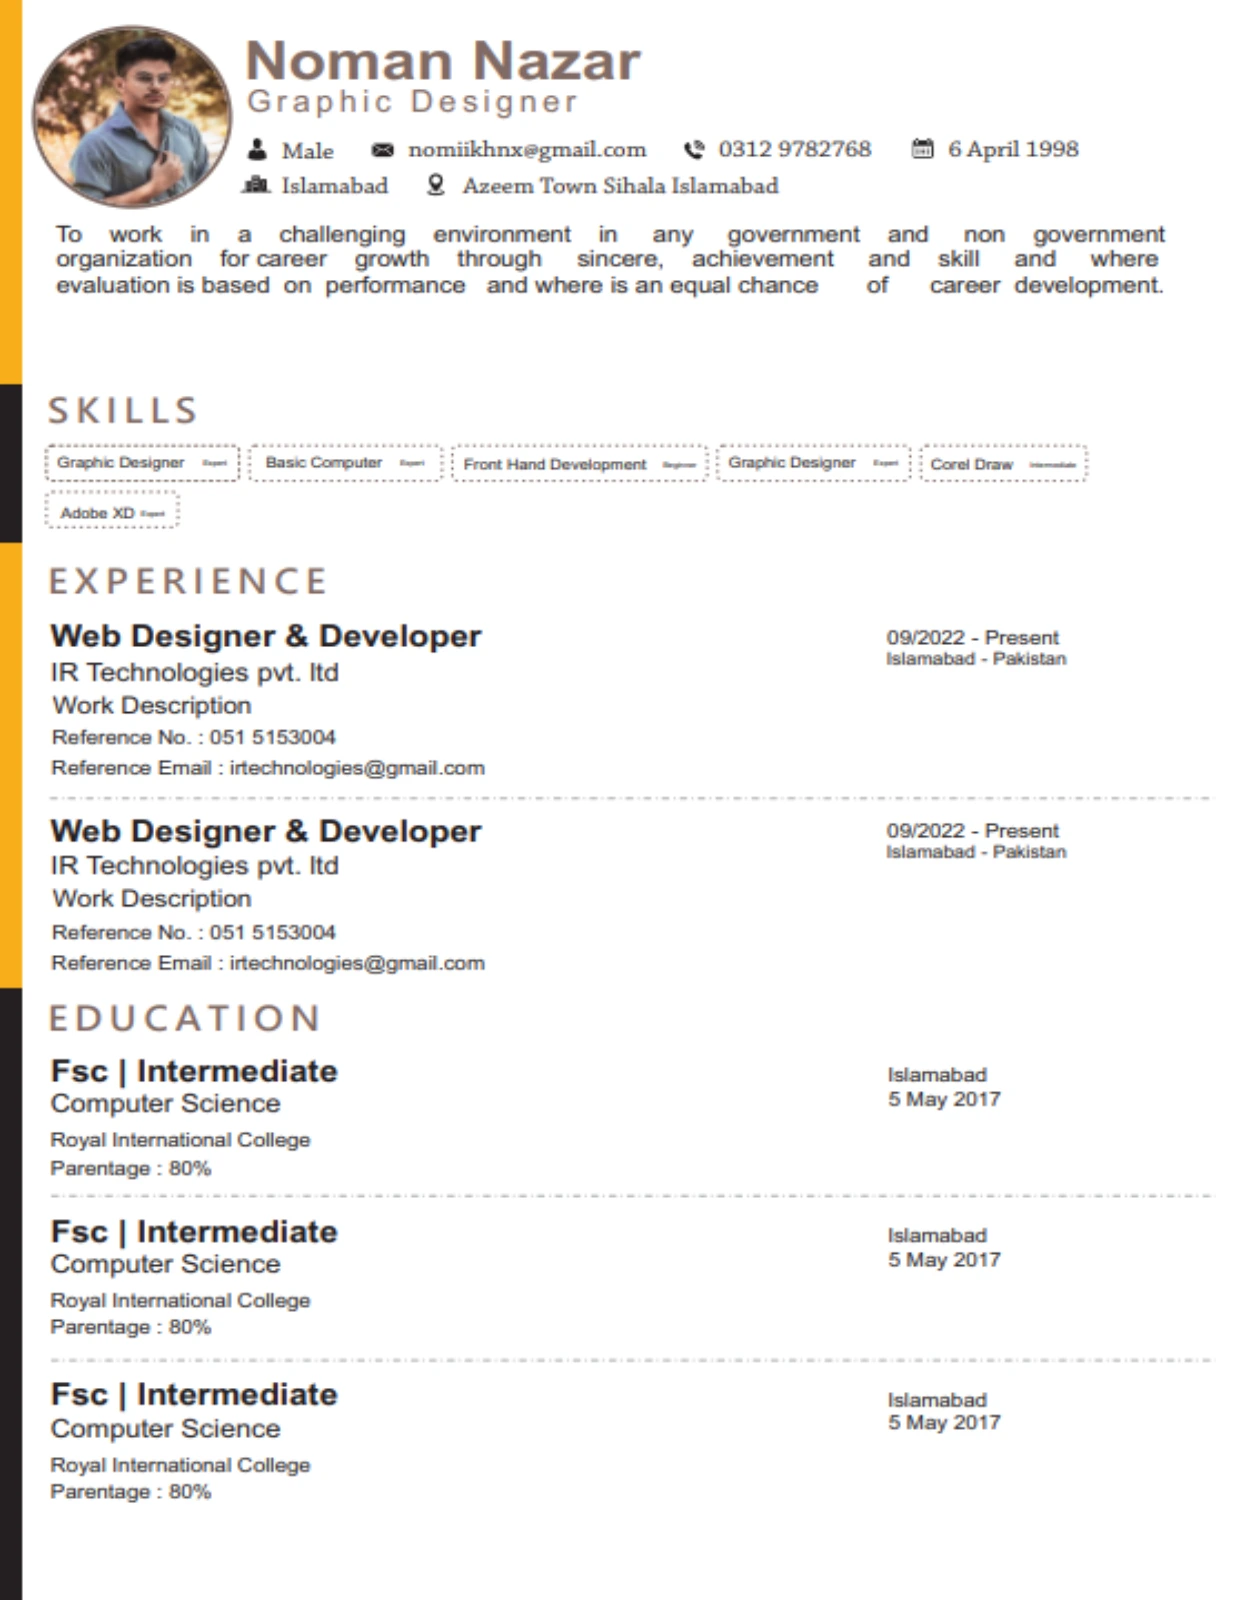 Noman Nazar
Graphic Designer
Male nomiikhnx@gmail.com 0312 9782768 6 April 1998
Islamabad Azeem Town Sihala Islamabad
To work in a challenging environment in any government and non government
organization for career growth through sincere, achievement and skill and where
evaluation is based on performance and where is an equal chance of career development.
SKILLS
Graphic Designer Expert Basic Computer Expert Front Hand Development Beginner Graphic Designer Expert Corel Draw Intermediate
Adobe XD Expert
EXPERIENCE
Web Designer & Developer 09/2022 - Present
IR Technologies pvt. ltd Islamabad - Pakistan
Work Description
Reference No. : 051 5153004
Reference Email : irtechnologies@gmail.com
Web Designer & Developer 09/2022 - Present
IR Technologies pvt. ltd Islamabad - Pakistan
Work Description
Reference No. : 051 5153004
Reference Email : irtechnologies@gmail.com
EDUCATION
Fsc | Intermediate Islamabad
Computer Science 5 May 2017
Royal International College
Parentage : 80%
Fsc | Intermediate Islamabad
Computer Science 5 May 2017
Royal International College
Parentage : 80%
Fsc | Intermediate Islamabad
Computer Science 5 May 2017
Royal International College
Parentage : 80%